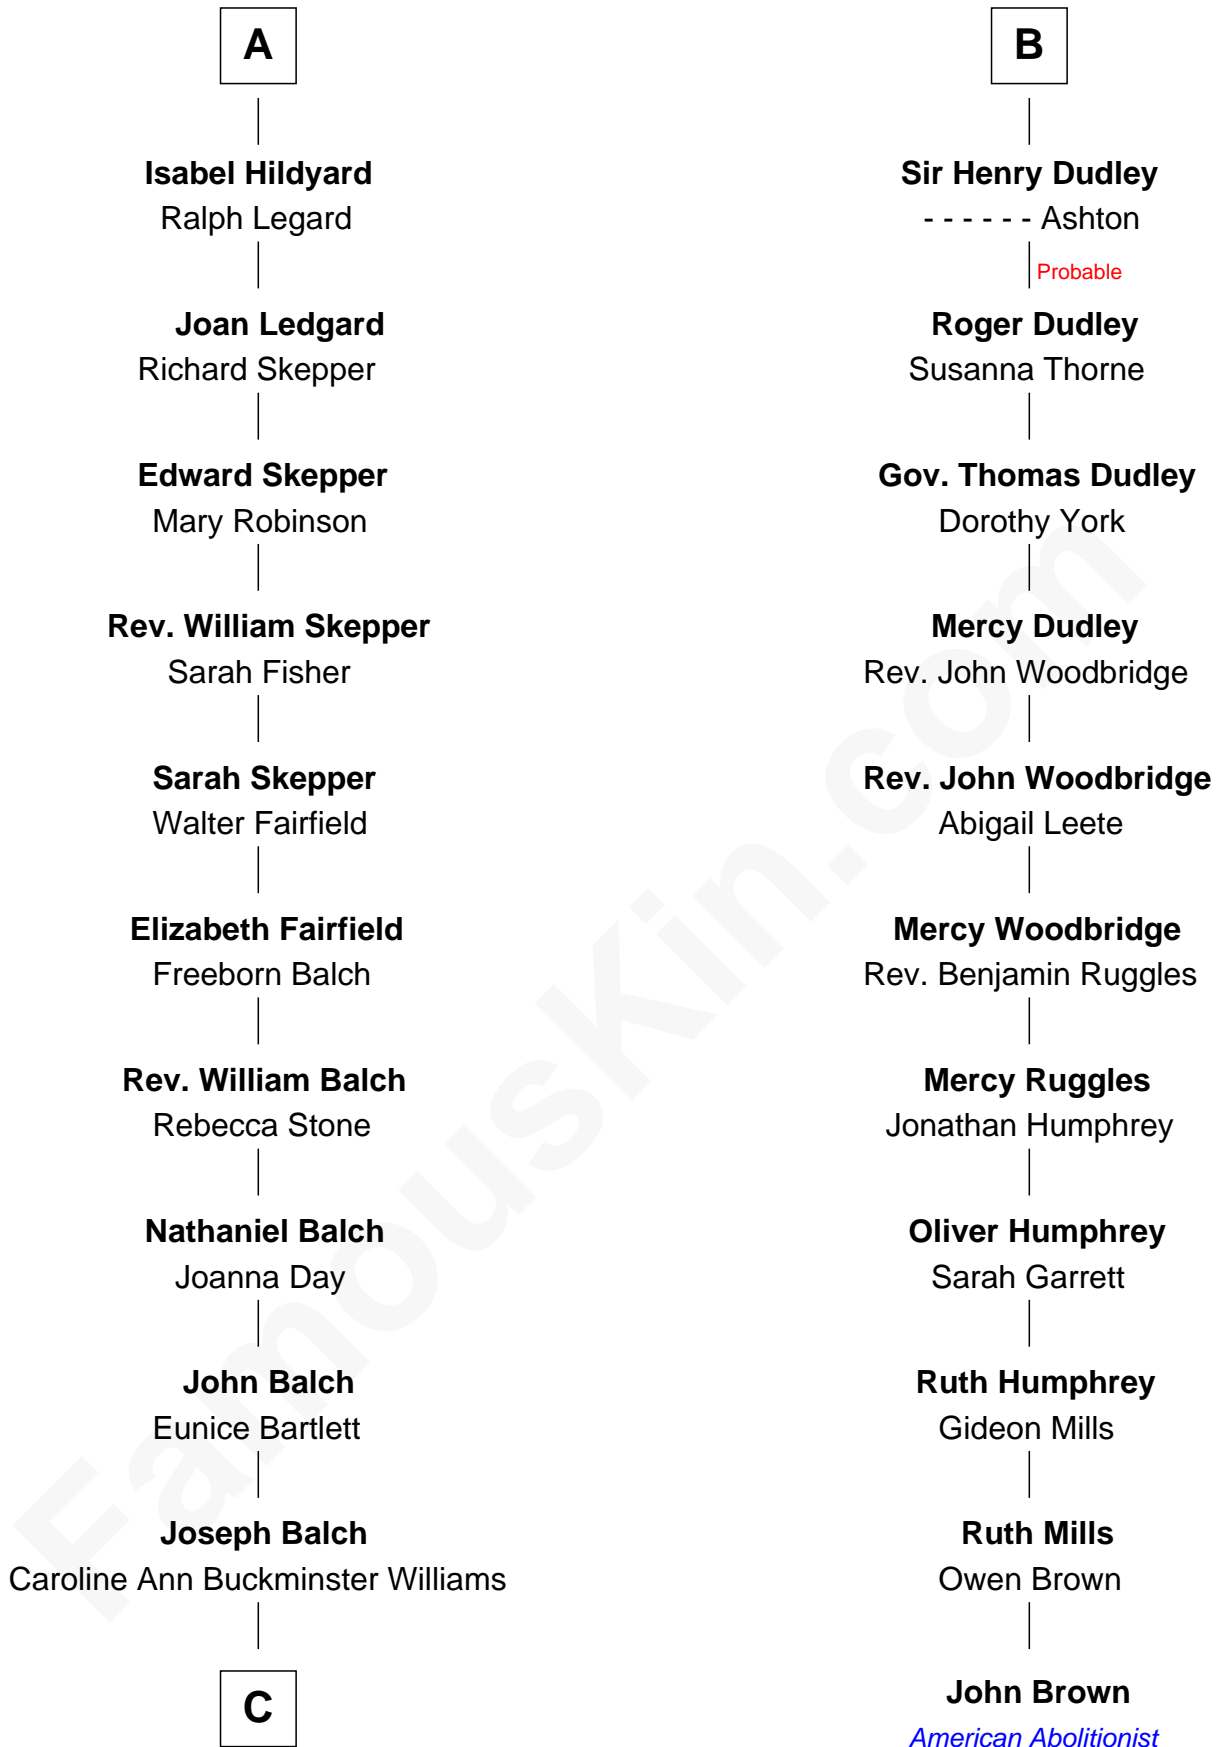 A
Isabel Hildyard
Ralph Legard
Joan Ledgard
Richard Skepper
Edward Skepper
Mary Robinson
Rev. William Skepper
Sarah Fisher
Sarah Skepper
Walter Fairfield
Elizabeth Fairfield
Freeborn Balch
Rev. William Balch
Rebecca Stone
Nathaniel Balch
Joanna Day
John Balch
Eunice Bartlett
Joseph Balch
Caroline Ann Buckminster Williams
C
B
Sir Henry Dudley
- - - - - - Ashton
Probable
Roger Dudley
Susanna Thorne
Gov. Thomas Dudley
Dorothy York
Mercy Dudley
Rev. John Woodbridge
Rev. John Woodbridge
Abigail Leete
Mercy Woodbridge
Rev. Benjamin Ruggles
Mercy Ruggles
Jonathan Humphrey
Oliver Humphrey
Sarah Garrett
Ruth Humphrey
Gideon Mills
Ruth Mills
Owen Brown
John Brown
American Abolitionist
FamousKin.com